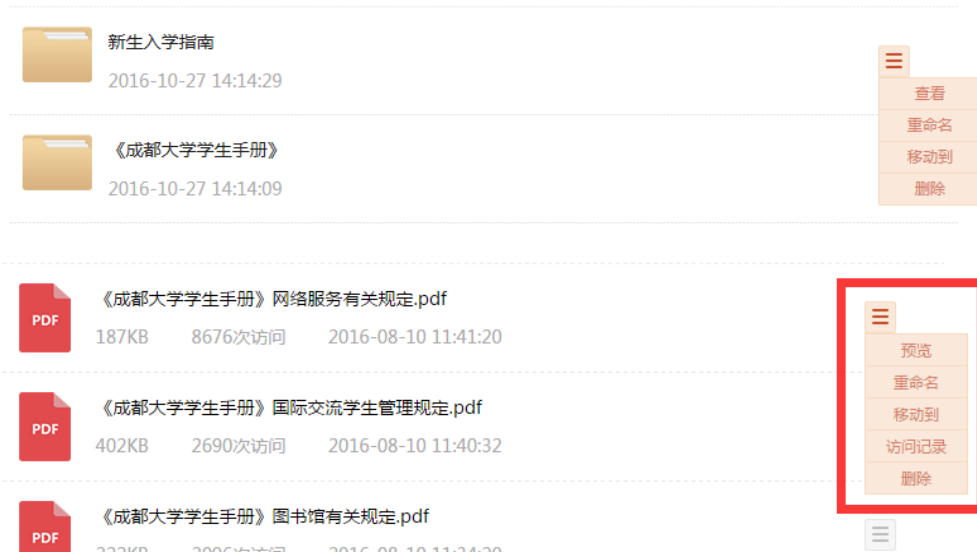 新生入学指南
2016-10-27 14:14:29
查看
重命名
移动到
删除
《成都大学学生手册》
2016-10-27 14:14:09
PDF
《成都大学学生手册》网络服务有关规定.pdf
187KB 8676次访问 2016-08-10 11:41:20
预览
重命名
移动到
访问记录
删除
PDF
《成都大学学生手册》国际交流学生管理规定.pdf
402KB 2690次访问 2016-08-10 11:40:32
PDF
《成都大学学生手册》图书馆有关规定.pdf